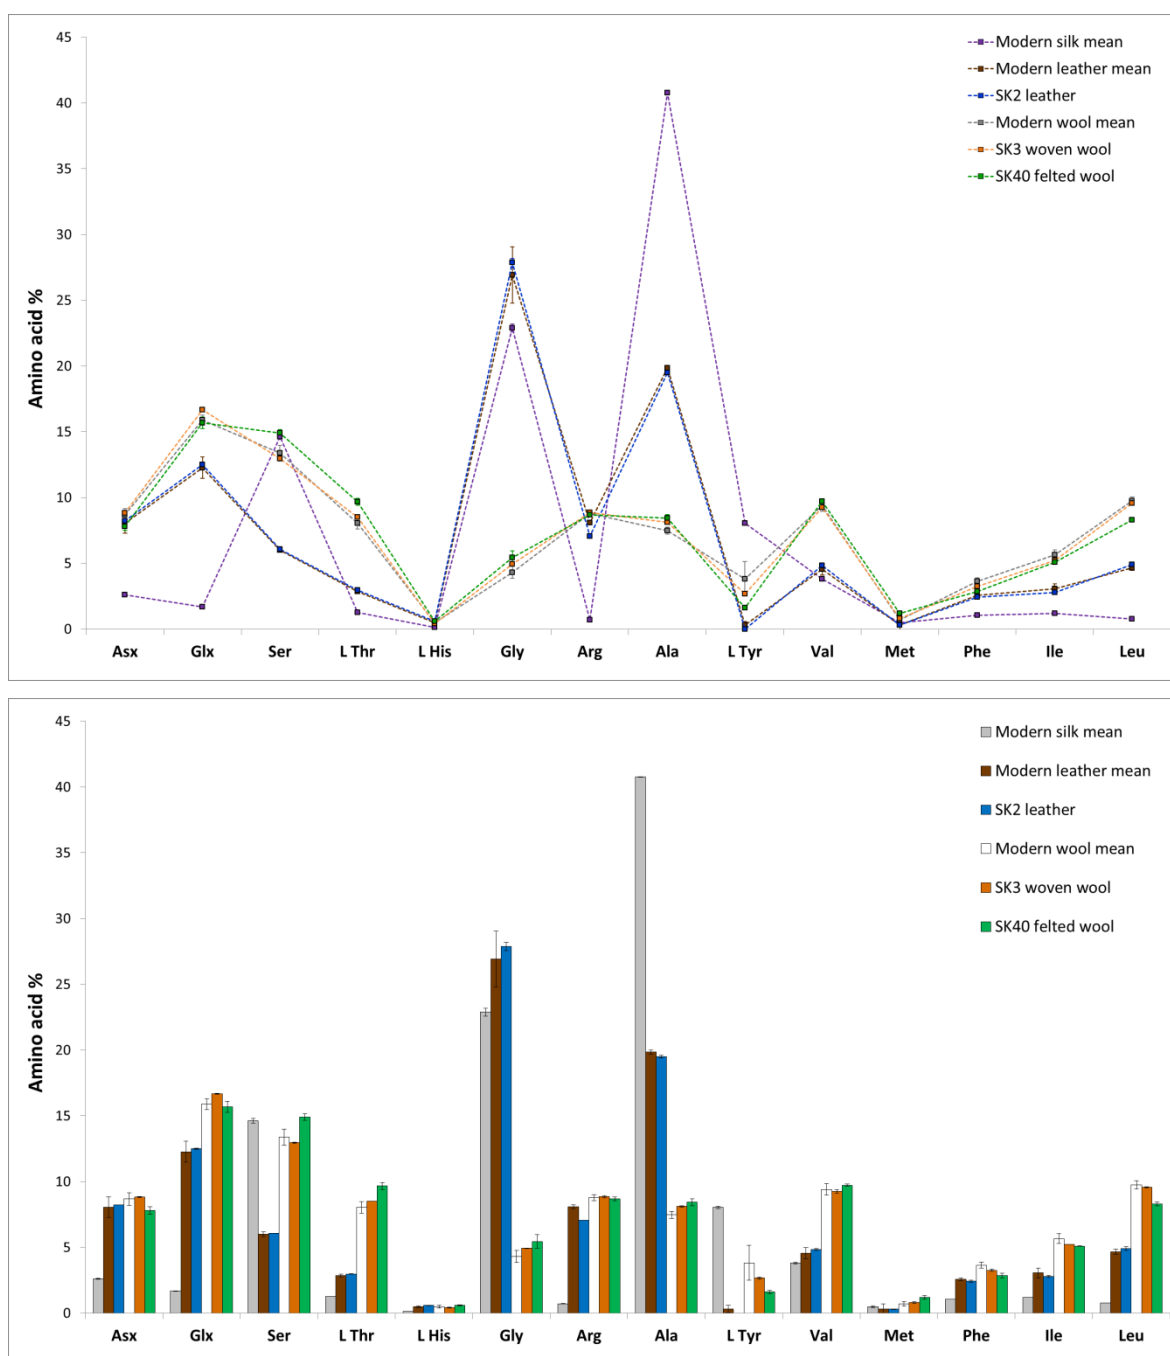 45
40
35
30
25
20
15
10
5
0
Amino acid %
Modern silk mean
Modern leather mean
SK2 leather
Modern wool mean
SK3 woven wool
SK40 felted wool
Asx Glx Ser L Thr L His Gly Arg Ala L Tyr Val Met Phe Ile Leu
45
40
35
30
25
20
15
10
5
0
Amino acid %
Modern silk mean
Modern leather mean
SK2 leather
Modern wool mean
SK3 woven wool
SK40 felted wool
Asx Glx Ser L Thr L His Gly Arg Ala L Tyr Val Met Phe Ile Leu